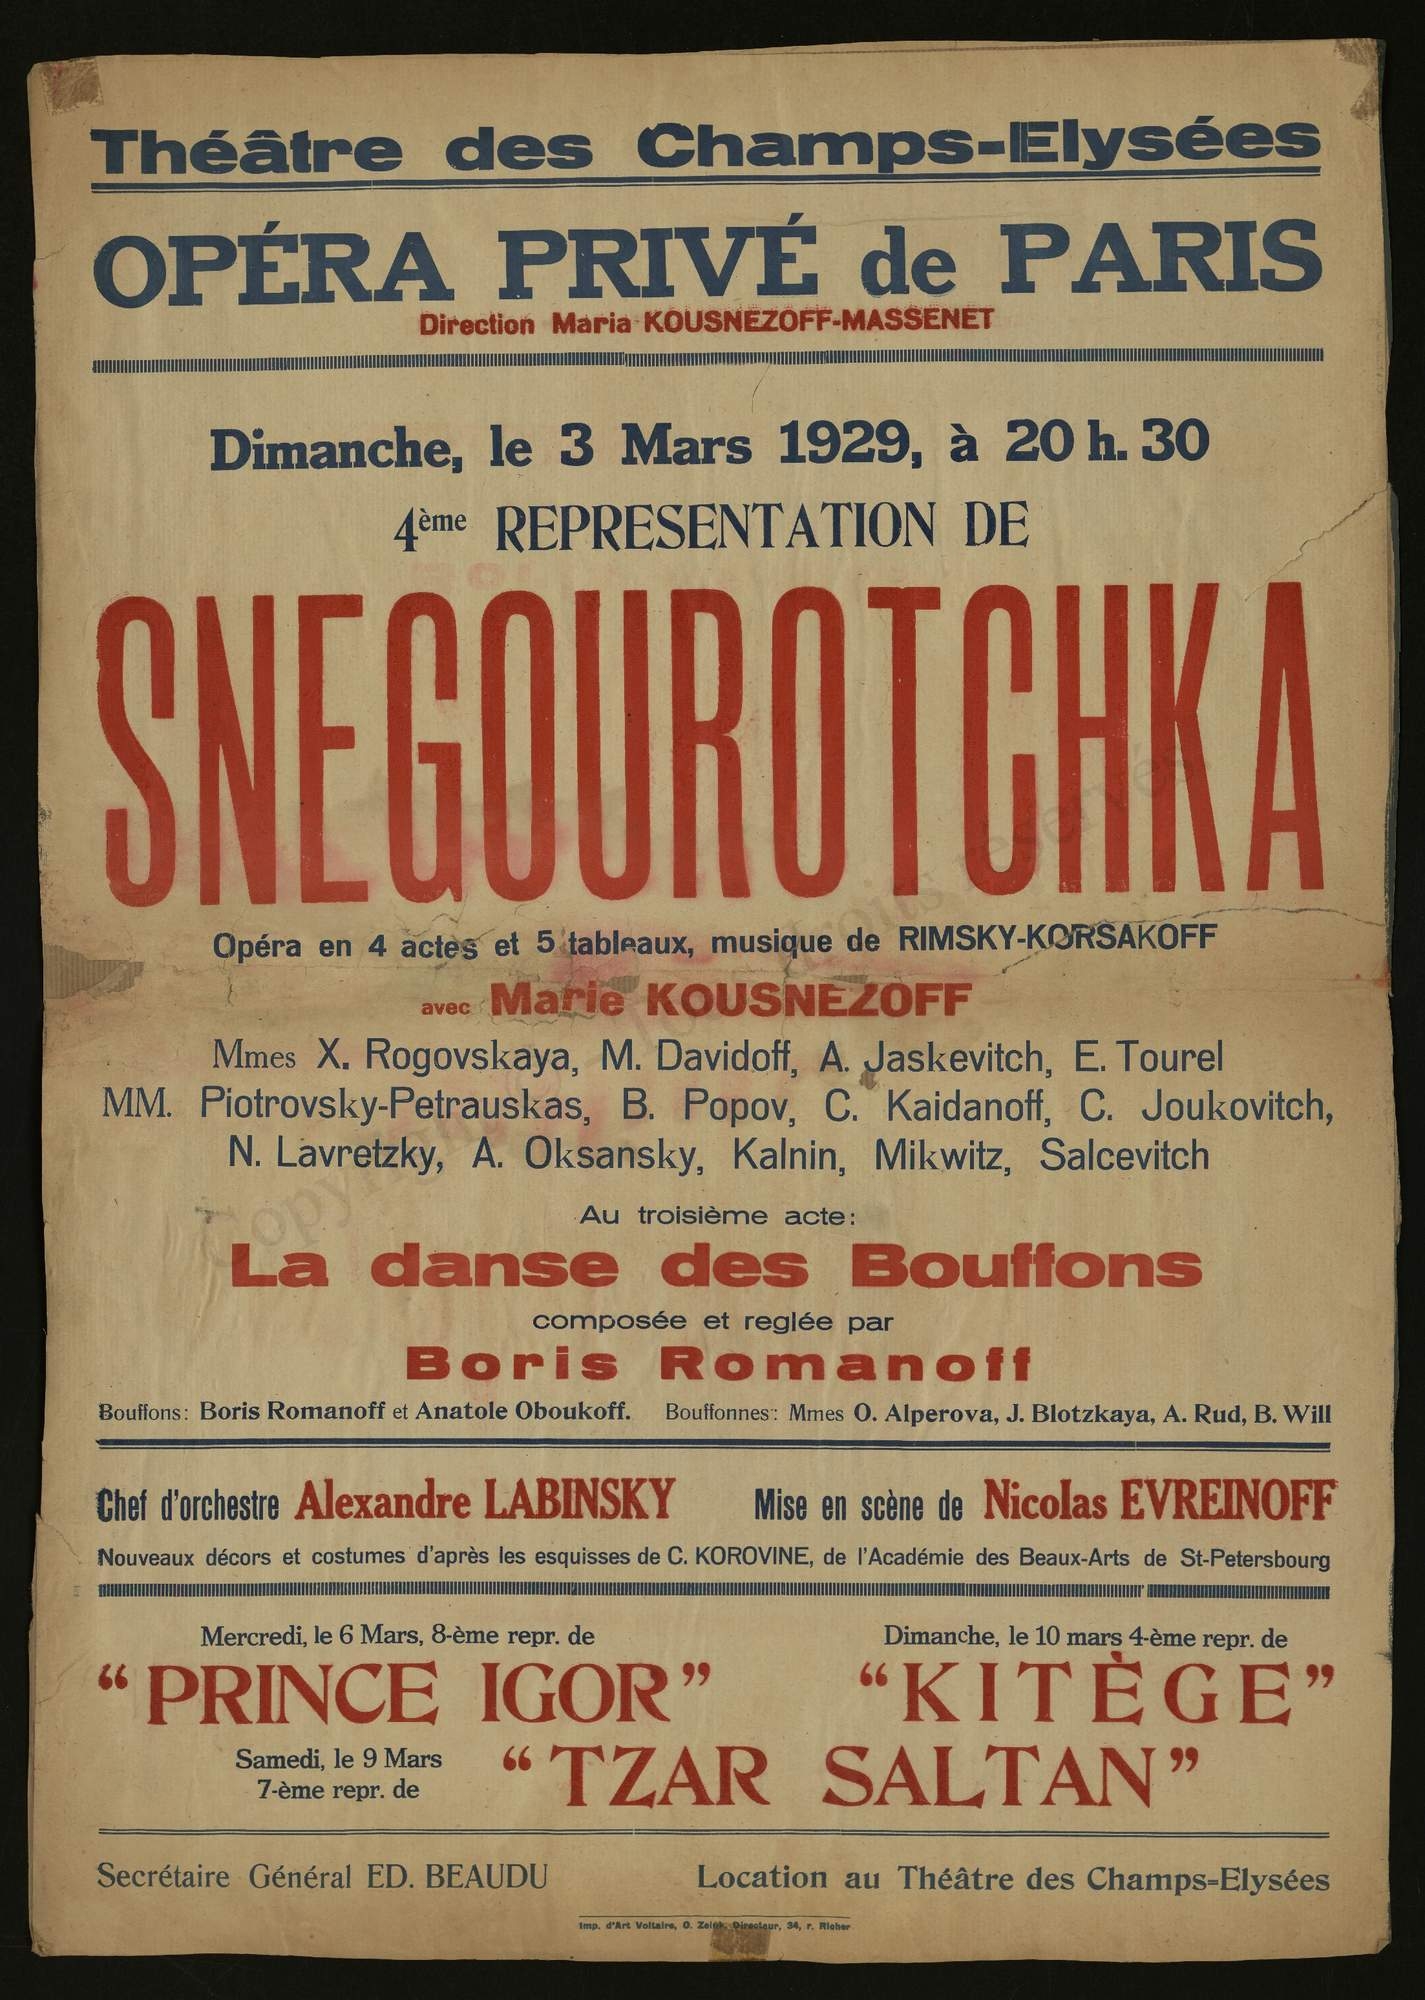 Théâtre des Champs-Elysées
OPÉRA PRIVÉ de PARIS
Direction Maria KOUSNEZOFF-MASSENET
Dimanche, le 3 Mars 1929, à 20 h. 30
4ème REPRESENTATION DE
SNEGOUROTCHKA
Opéra en 4 actes et 5 tableaux, musique de RIMSKY-KORSAKOFF
avec Marie KOUSNEZOFF
Mmes X. Rogovskaya, M. Davidoff, A. Jaskevitch, E. Tourel
MM. Piotrovsky-Petrauskas, B. Popov, C. Kaidanoff, C. Joukovitch,
N. Lavretzky, A. Oksansky, Kalnin, Mikwitz, Salcevitch
Au troisième acte:
La danse des Bouffons
composée et reglée par
Boris Romanoff
Bouffons: Boris Romanoff et Anatole Oboukoff. Bouffonnes: Mmes O. Alperova, J. Blotzkaya, A. Rud, B. Will
Chef d'orchestre Alexandre LABINSKY Mise en scène de Nicolas EVREINOFF
Nouveaux décors et costumes d'après les esquisses de C. KOROVINE, de l'Académie des Beaux-Arts de St-Petersbourg
Mercredi, le 6 Mars, 8-ème repr. de
“PRINCE IGOR”
Dimanche, le 10 mars 4-ème repr. de
“KITÈGE”
Samedi, le 9 Mars
7-ème repr. de
“TZAR SALTAN”
Secrétaire Général ED. BEAUDU Location au Théâtre des Champs-Elysées
Imp. d'Art Voltaire, O. Zeluk, Directeur, 34, r. Richer